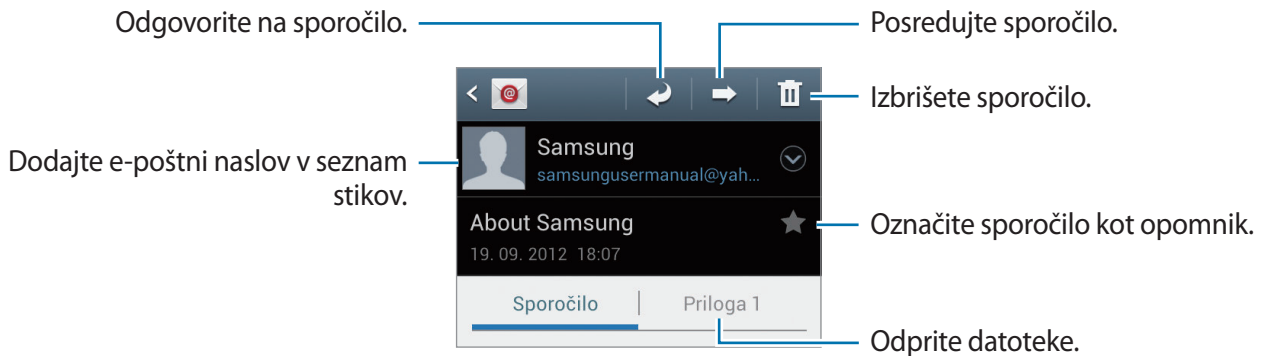 Odgovorite na sporočilo.
Posredujte sporočilo.
Izbrišete sporočilo.
Dodajte e-poštni naslov v seznam
stikov.
Samsung
samsungusermanual@yah...
About Samsung
19. 09. 2012 18:07
Označite sporočilo kot opomnik.
Sporočilo
Priloga 1
Odprite datoteke.